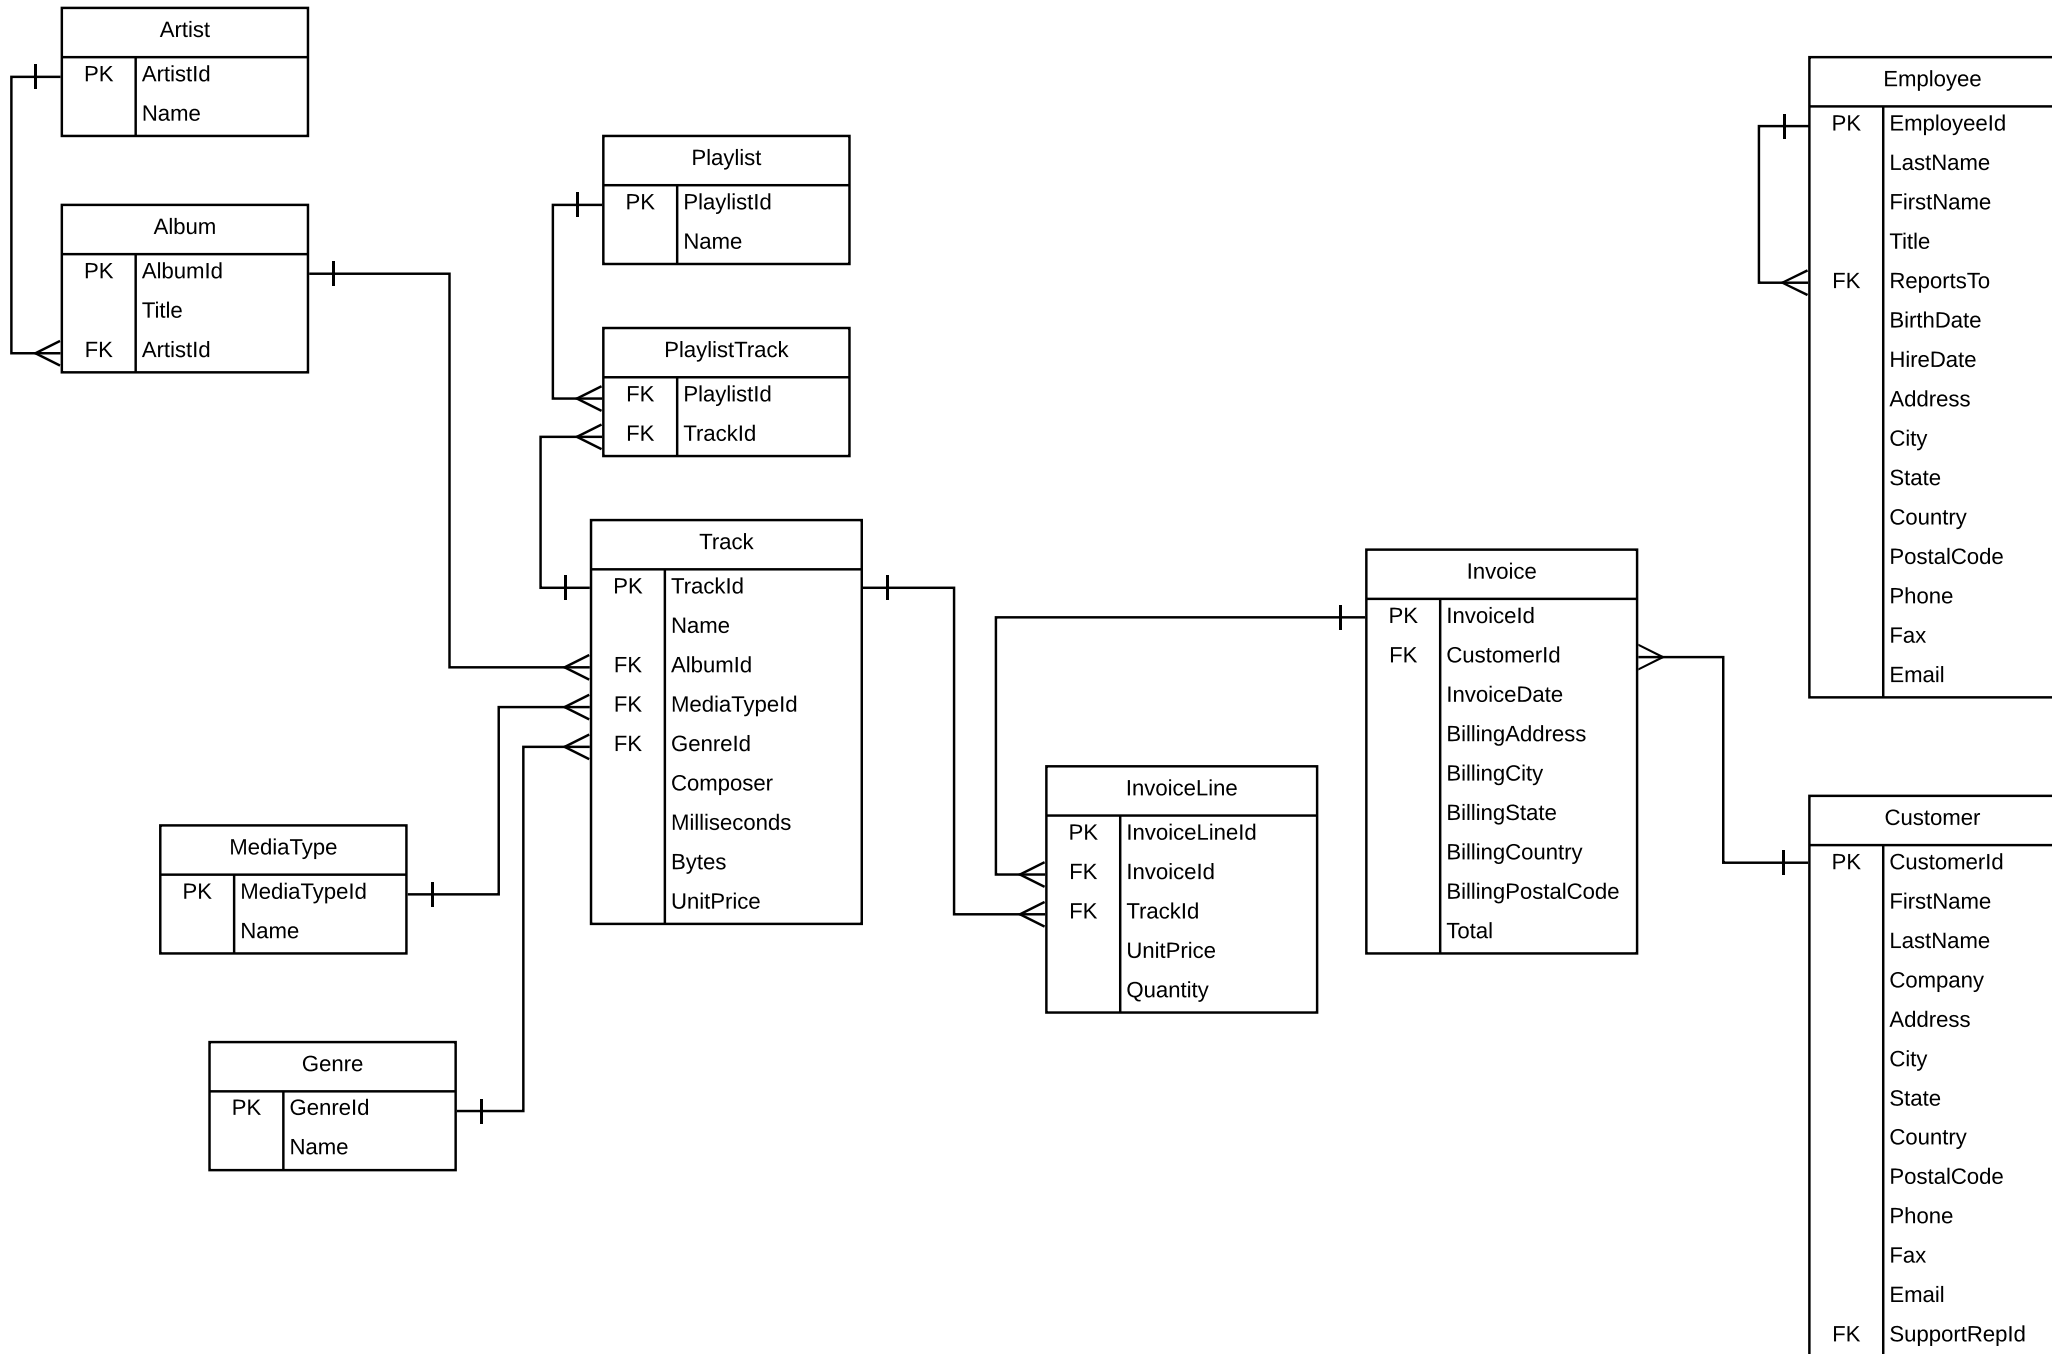 Artist
PK ArtistId
Name
Album
PK AlbumId
Title
FK ArtistId
Playlist
PK PlaylistId
Name
PlaylistTrack
FK PlaylistId
FK TrackId
Track
PK TrackId
Name
FK AlbumId
FK MediaTypeId
FK GenreId
Composer
Milliseconds
Bytes
UnitPrice
MediaType
PK MediaTypeId
Name
Genre
PK GenreId
Name
InvoiceLine
PK InvoiceLineId
FK InvoiceId
FK TrackId
UnitPrice
Quantity
Invoice
PK InvoiceId
FK CustomerId
InvoiceDate
BillingAddress
BillingCity
BillingState
BillingCountry
BillingPostalCode
Total
Employee
PK EmployeeId
LastName
FirstName
Title
FK ReportsTo
BirthDate
HireDate
Address
City
State
Country
PostalCode
Phone
Fax
Email
Customer
PK CustomerId
FirstName
LastName
Company
Address
City
State
Country
PostalCode
Phone
Fax
Email
FK SupportRepId